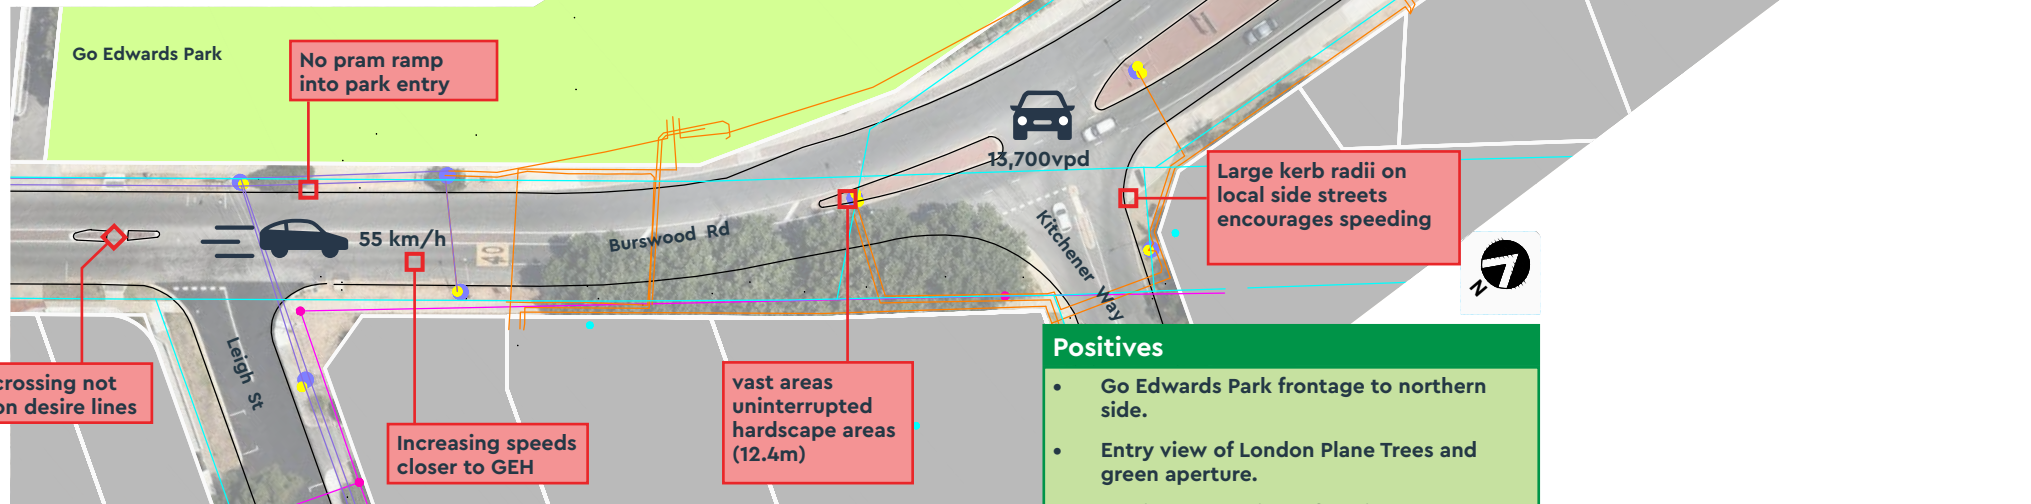 Go Edwards Park
No pram ramp
into park entry
13,700vpd
Large kerb radii on
local side streets
encourages speeding
55 km/h
40
Burswood Rd
Kitchener Way
N
Leigh St
crossing not
on desire lines
Increasing speeds
closer to GEH
vast areas
uninterrupted
hardscape areas
(12.4m)
Positives
• Go Edwards Park frontage to northern
side.
• Entry view of London Plane Trees and
green aperture.